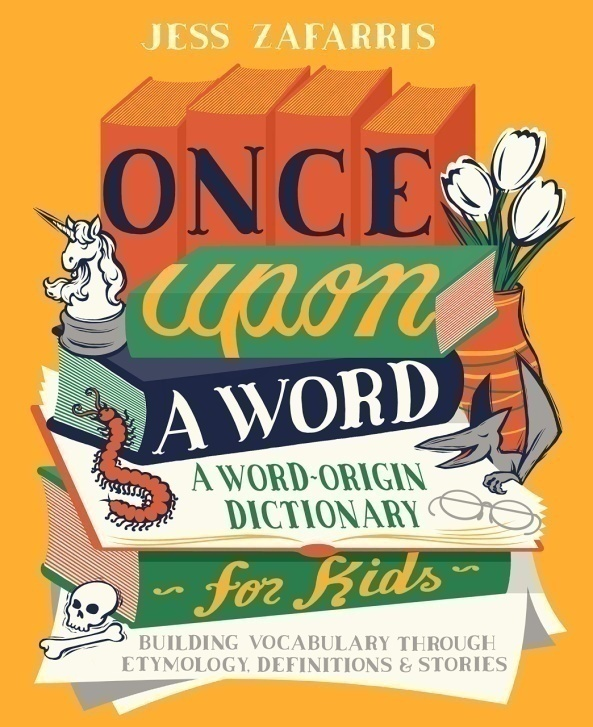 JESS ZAFARRIS
ONCE
upon
A WORD
A WORD-ORIGIN
DICTIONARY
~ for Kids ~
BUILDING VOCABULARY THROUGH
ETYMOLOGY, DEFINITIONS & STORIES